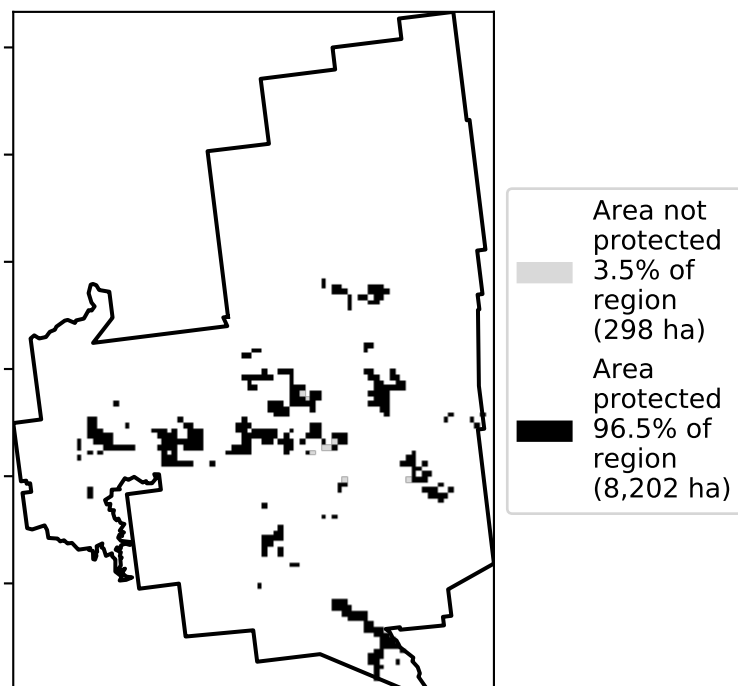 Area not
protected
3.5% of
region
(298 ha)
Area
protected
96.5% of
region
(8,202 ha)